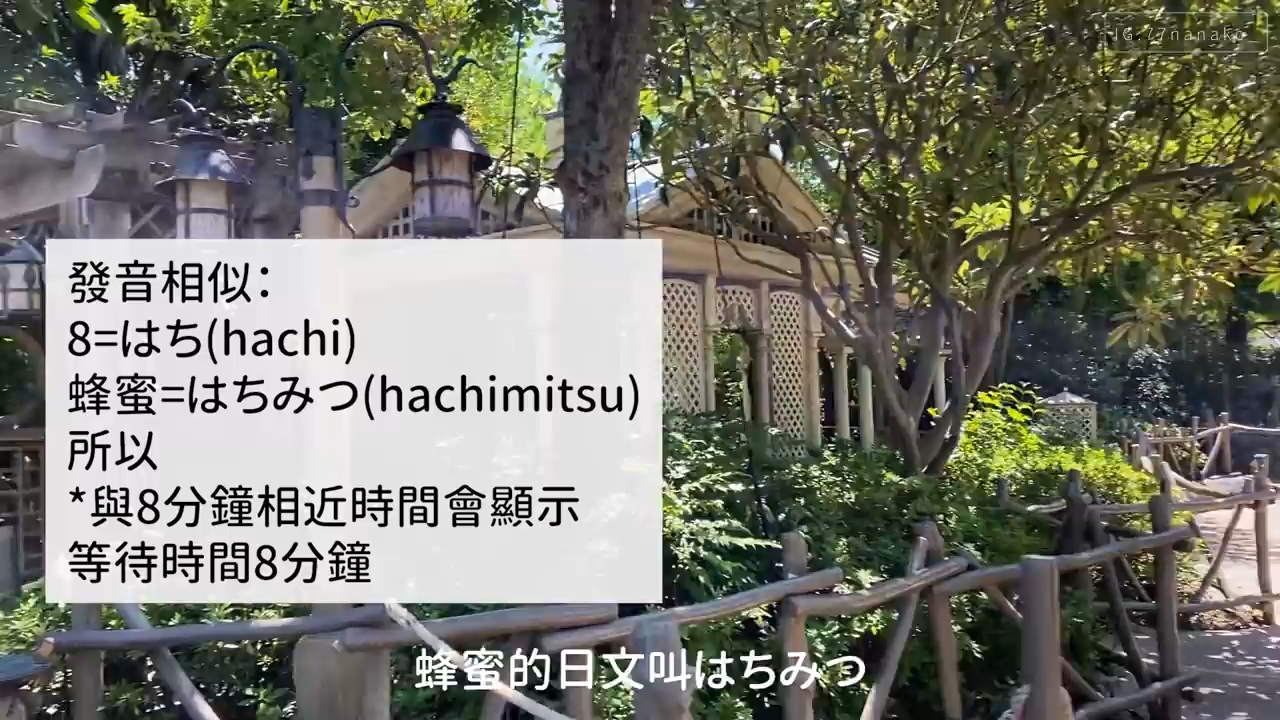 IG:77nanako
發音相似：
8=はち(hachi)
蜂蜜=はちみつ(hachimitsu)
所以
*與8分鐘相近時間會顯示
等待時間8分鐘
蜂蜜的日文叫はちみつ